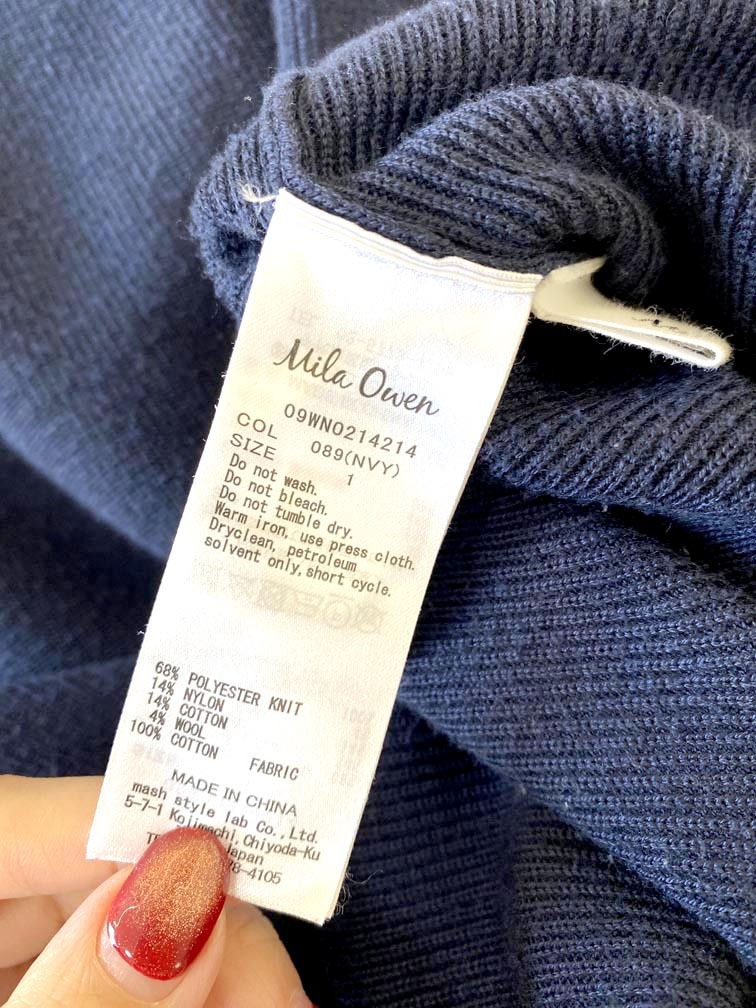 Mila Owen
09WN0214214
COL 089(NVY)
SIZE 1
Do not wash.
Do not bleach.
Do not tumble dry.
Warm iron, use press cloth.
Dryclean, petroleum
solvent only, short cycle.
68% POLYESTER KNIT
14% NYLON
14% COTTON
4% WOOL
100% COTTON FABRIC
MADE IN CHINA
mash style lab Co., Ltd.
5-7-1 Kojimachi, Chiyoda-Ku
Japan
-4105